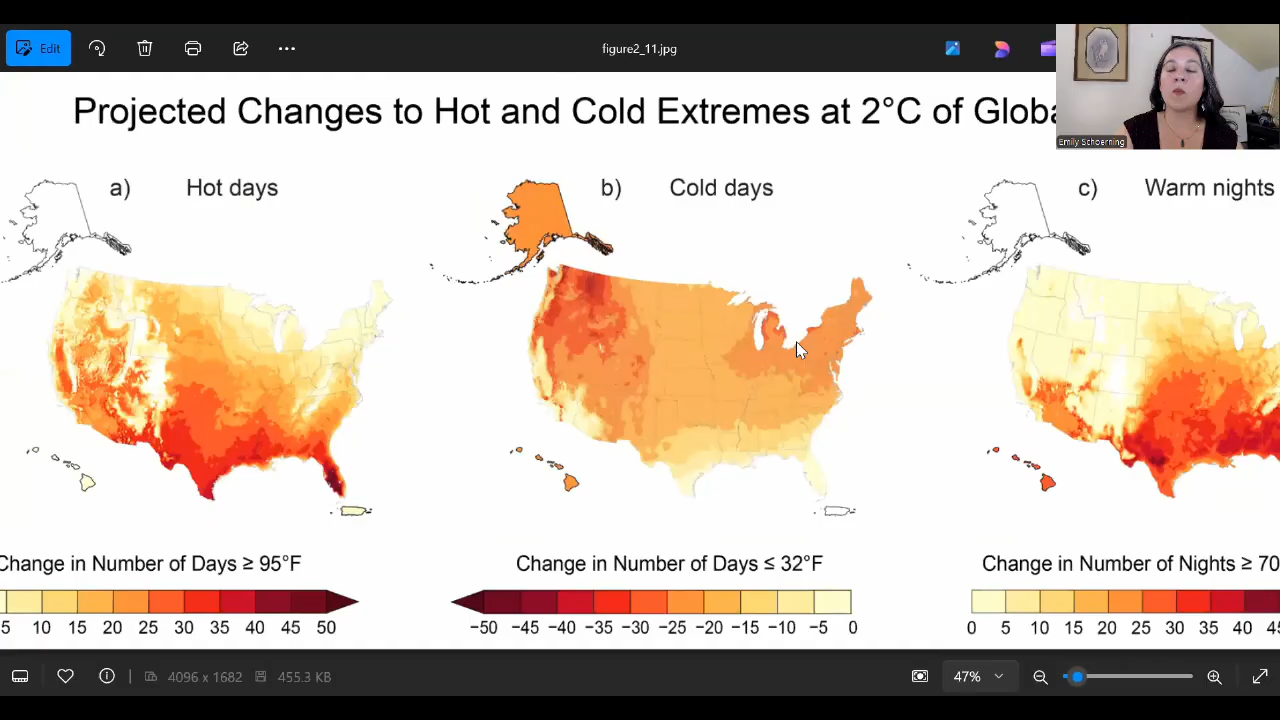 Edit
figure2_11.jpg
Emily Schoerning
Projected Changes to Hot and Cold Extremes at 2°C of Globa
a) Hot days
b) Cold days
c) Warm nights
Change in Number of Days ≥ 95°F
5 10 15 20 25 30 35 40 45 50
Change in Number of Days ≤ 32°F
−50 −45 −40 −35 −30 −25 −20 −15 −10 −5 0
Change in Number of Nights ≥ 70
0 5 10 15 20 25 30 35 40 45
4096 x 1682
455.3 KB
47%